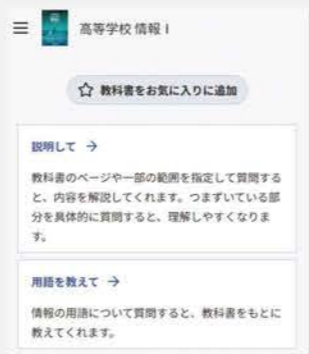 高等学校 情報Ⅰ
教科書をお気に入りに追加
説明して →
教科書のページや一部の範囲を指定して質問する
と、内容を解説してくれます。つまずいている部
分を具体的に質問すると、理解しやすくなりま
す。
用語を教えて →
情報の用語について質問すると、教科書をもとに
教えてくれます。